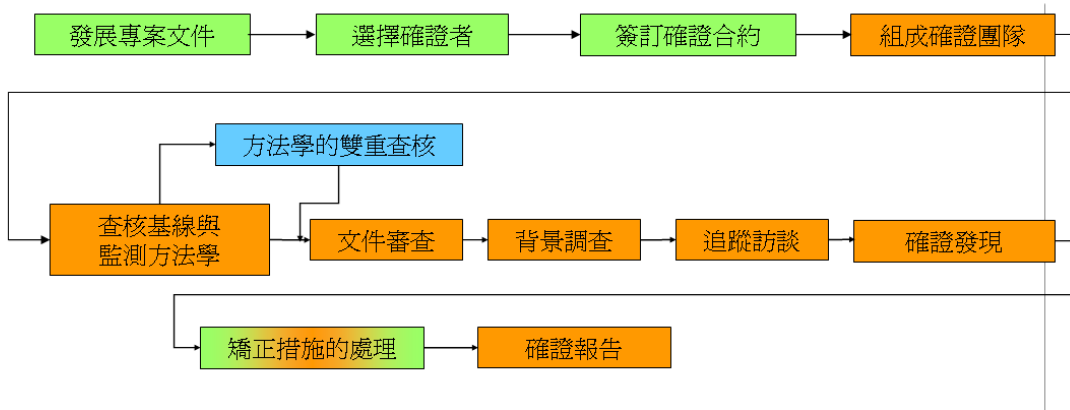 發展專案文件
選擇確證者
簽訂確證合約
組成確證團隊
方法學的雙重查核
查核基線與
監測方法學
文件審查
背景調查
追蹤訪談
確證發現
矯正措施的處理
確證報告